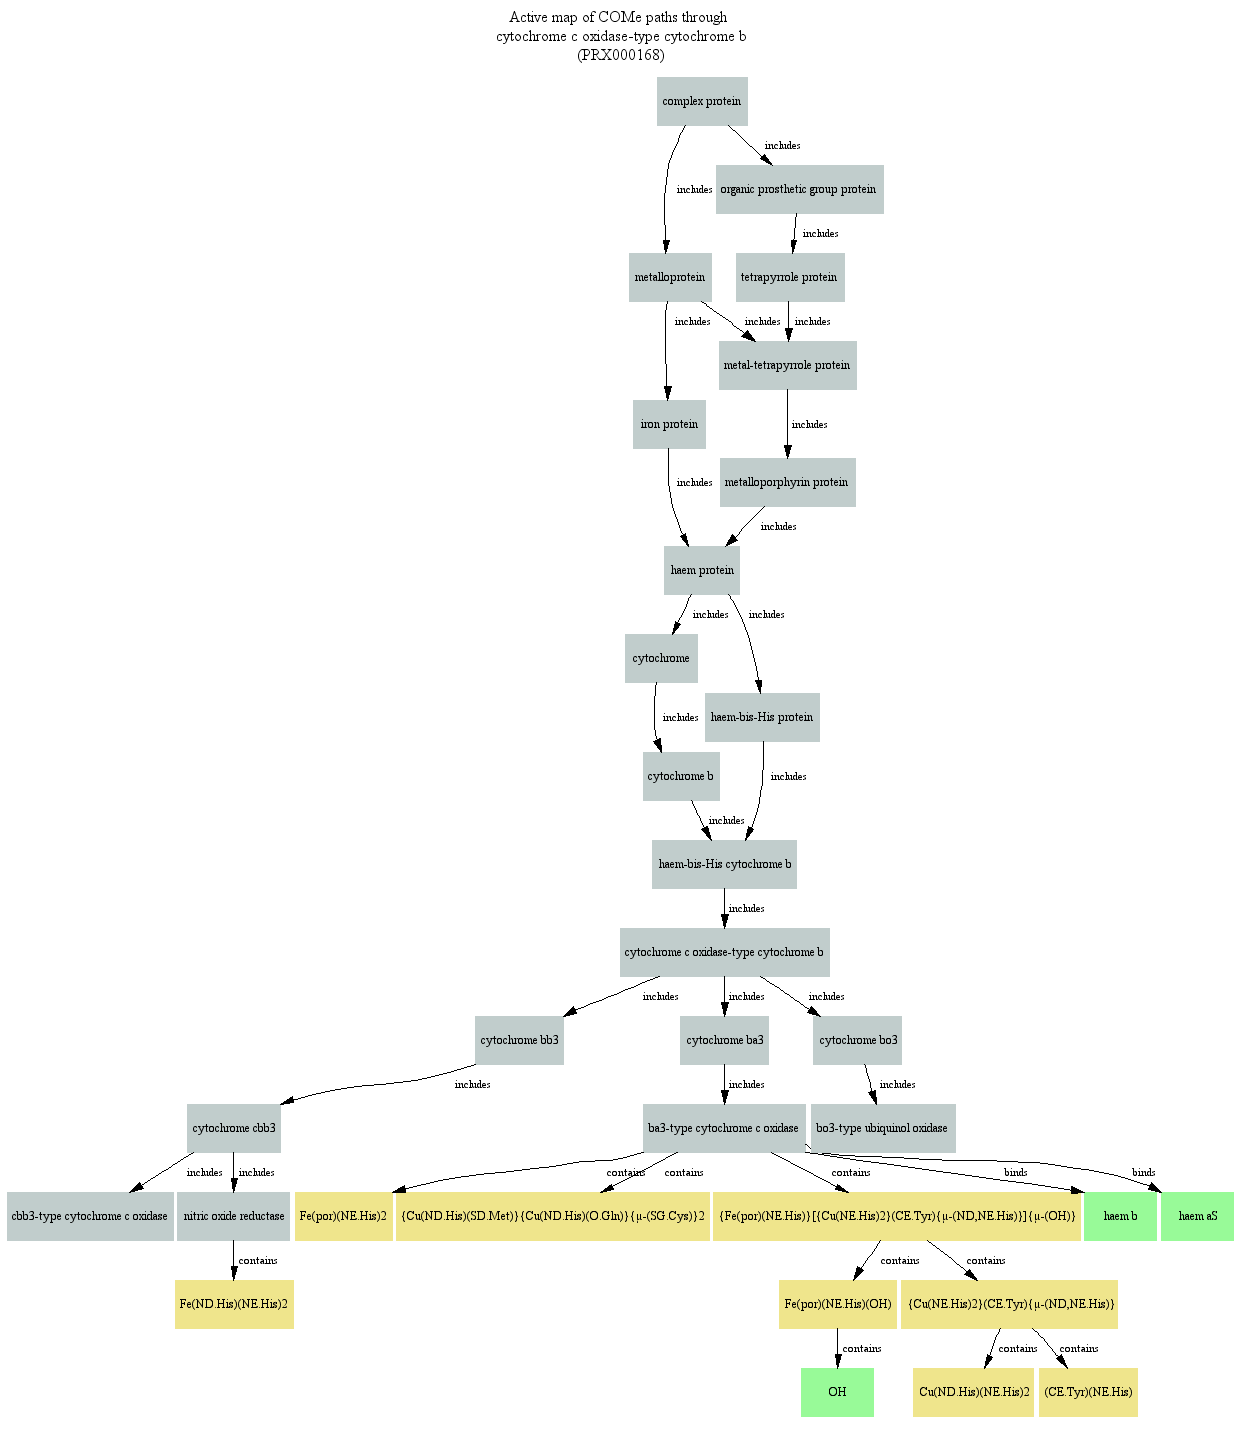 Active map of COMe paths through
cytochrome c oxidase-type cytochrome b
(PRX000168)
complex protein
includes
includes
organic prosthetic group protein
includes
metalloprotein
tetrapyrrole protein
includes
includes
includes
metal-tetrapyrrole protein
includes
iron protein
includes
metalloporphyrin protein
includes
haem protein
includes
includes
cytochrome
includes
haem-bis-His protein
cytochrome b
includes
includes
haem-bis-His cytochrome b
includes
cytochrome c oxidase-type cytochrome b
includes
includes
includes
cytochrome bb3
cytochrome ba3
cytochrome bo3
includes
includes
includes
cytochrome cbb3
ba3-type cytochrome c oxidase
bo3-type ubiquinol oxidase
includes
includes
contains
contains
contains
binds
binds
cbb3-type cytochrome c oxidase
nitric oxide reductase
Fe(por)(NE.His)2
{Cu(ND.His)(SD.Met)}{Cu(ND.His)(O.Gln)}{μ-(SG.Cys)}2
{Fe(por)(NE.His)}[{Cu(NE.His)2}(CE.Tyr){μ-(ND,NE.His)}]{μ-(OH)}
haem b
haem aS
contains
contains
contains
Fe(ND.His)(NE.His)2
Fe(por)(NE.His)(OH)
{Cu(NE.His)2}(CE.Tyr){μ-(ND,NE.His)}
contains
contains
contains
OH
Cu(ND.His)(NE.His)2
(CE.Tyr)(NE.His)